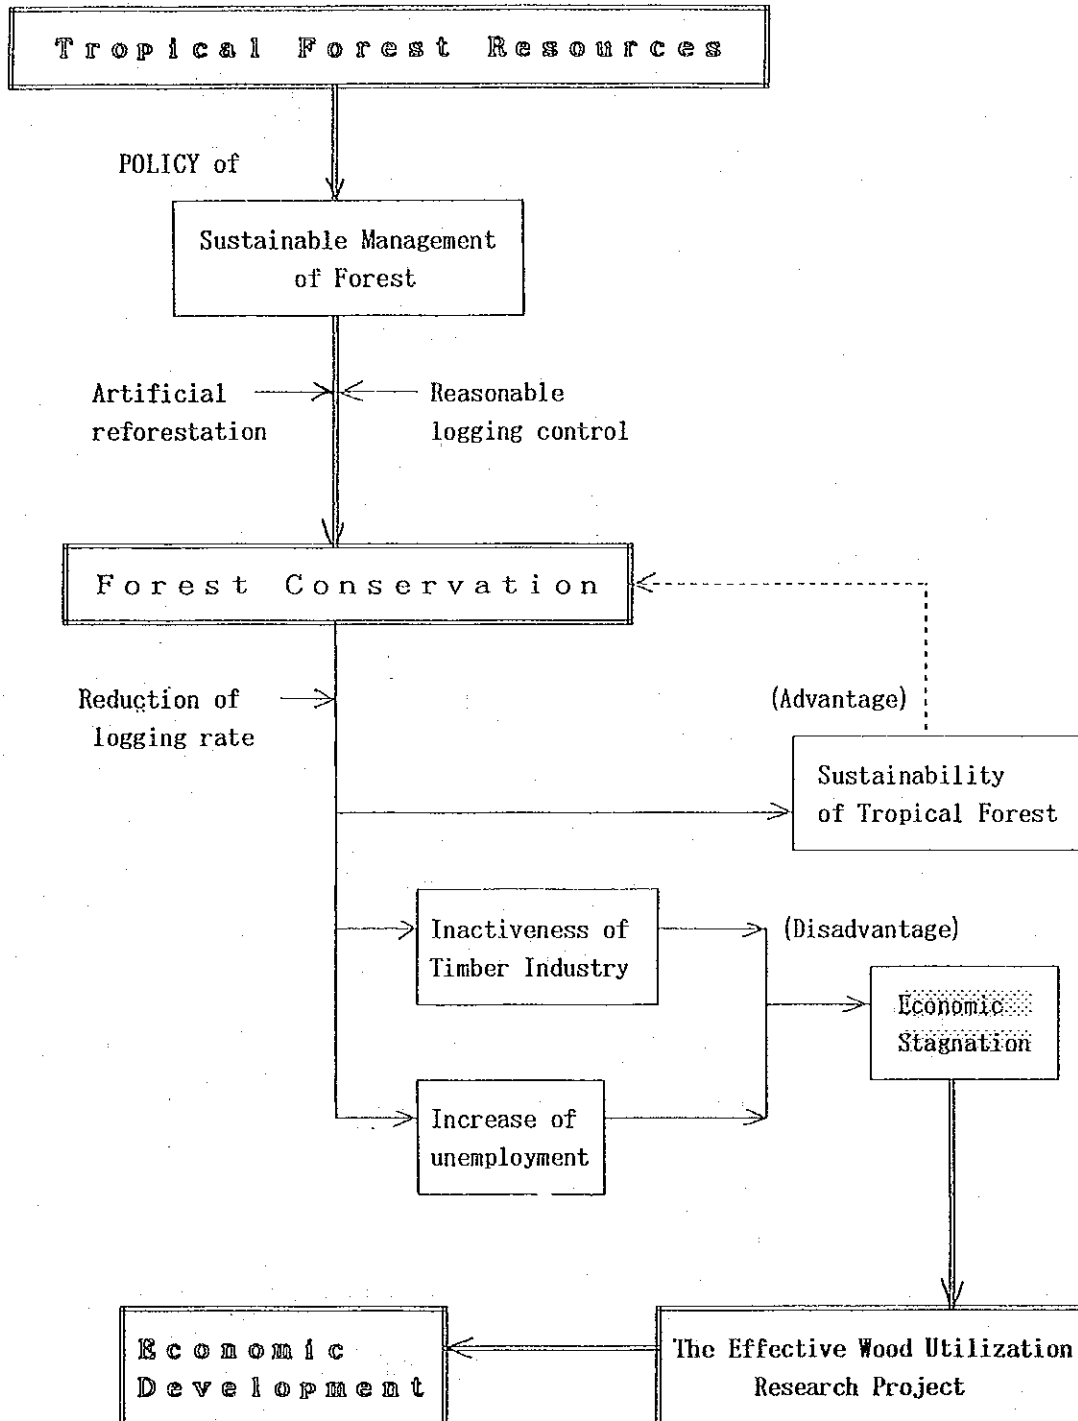 Tropical Forest Resources
POLICY of
Sustainable Management
of Forest
Artificial
reforestation
Reasonable
logging control
Forest Conservation
Reduction of
logging rate
(Advantage)
Sustainability
of Tropical Forest
Inactiveness of
Timber Industry
(Disadvantage)
Economic
Stagnation
Increase of
unemployment
Economic
Development
The Effective Wood Utilization
Research Project